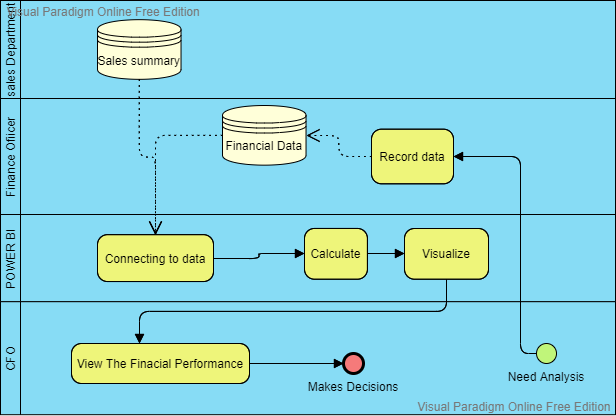 Visual Paradigm Online Free Edition
sales Department
Sales summary
Finance Oficer
Financial Data
Record data
POWER BI
Connecting to data
Calculate
Visualize
CFO
View The Finacial Performance
Makes Decisions
Need Analysis
Visual Paradigm Online Free Edition